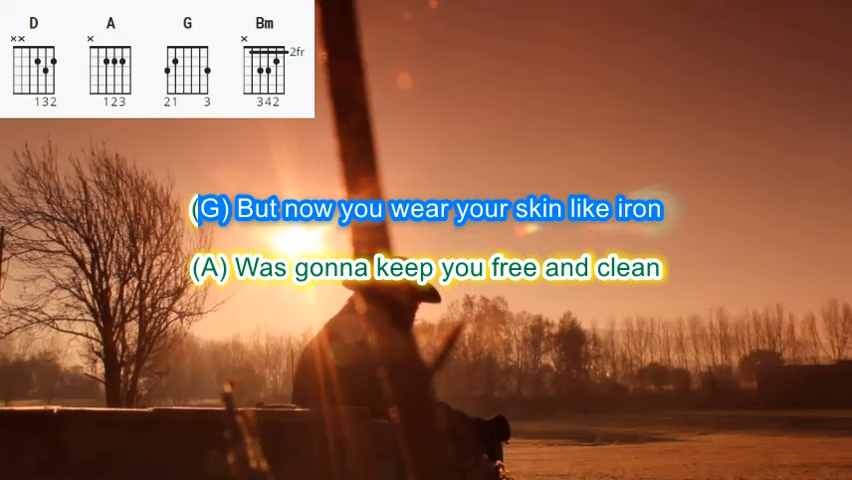 D A G Bm
×× × ×
2fr
132 123 21 3 342
(G) But now you wear your skin like iron
(A) Was gonna keep you free and clean